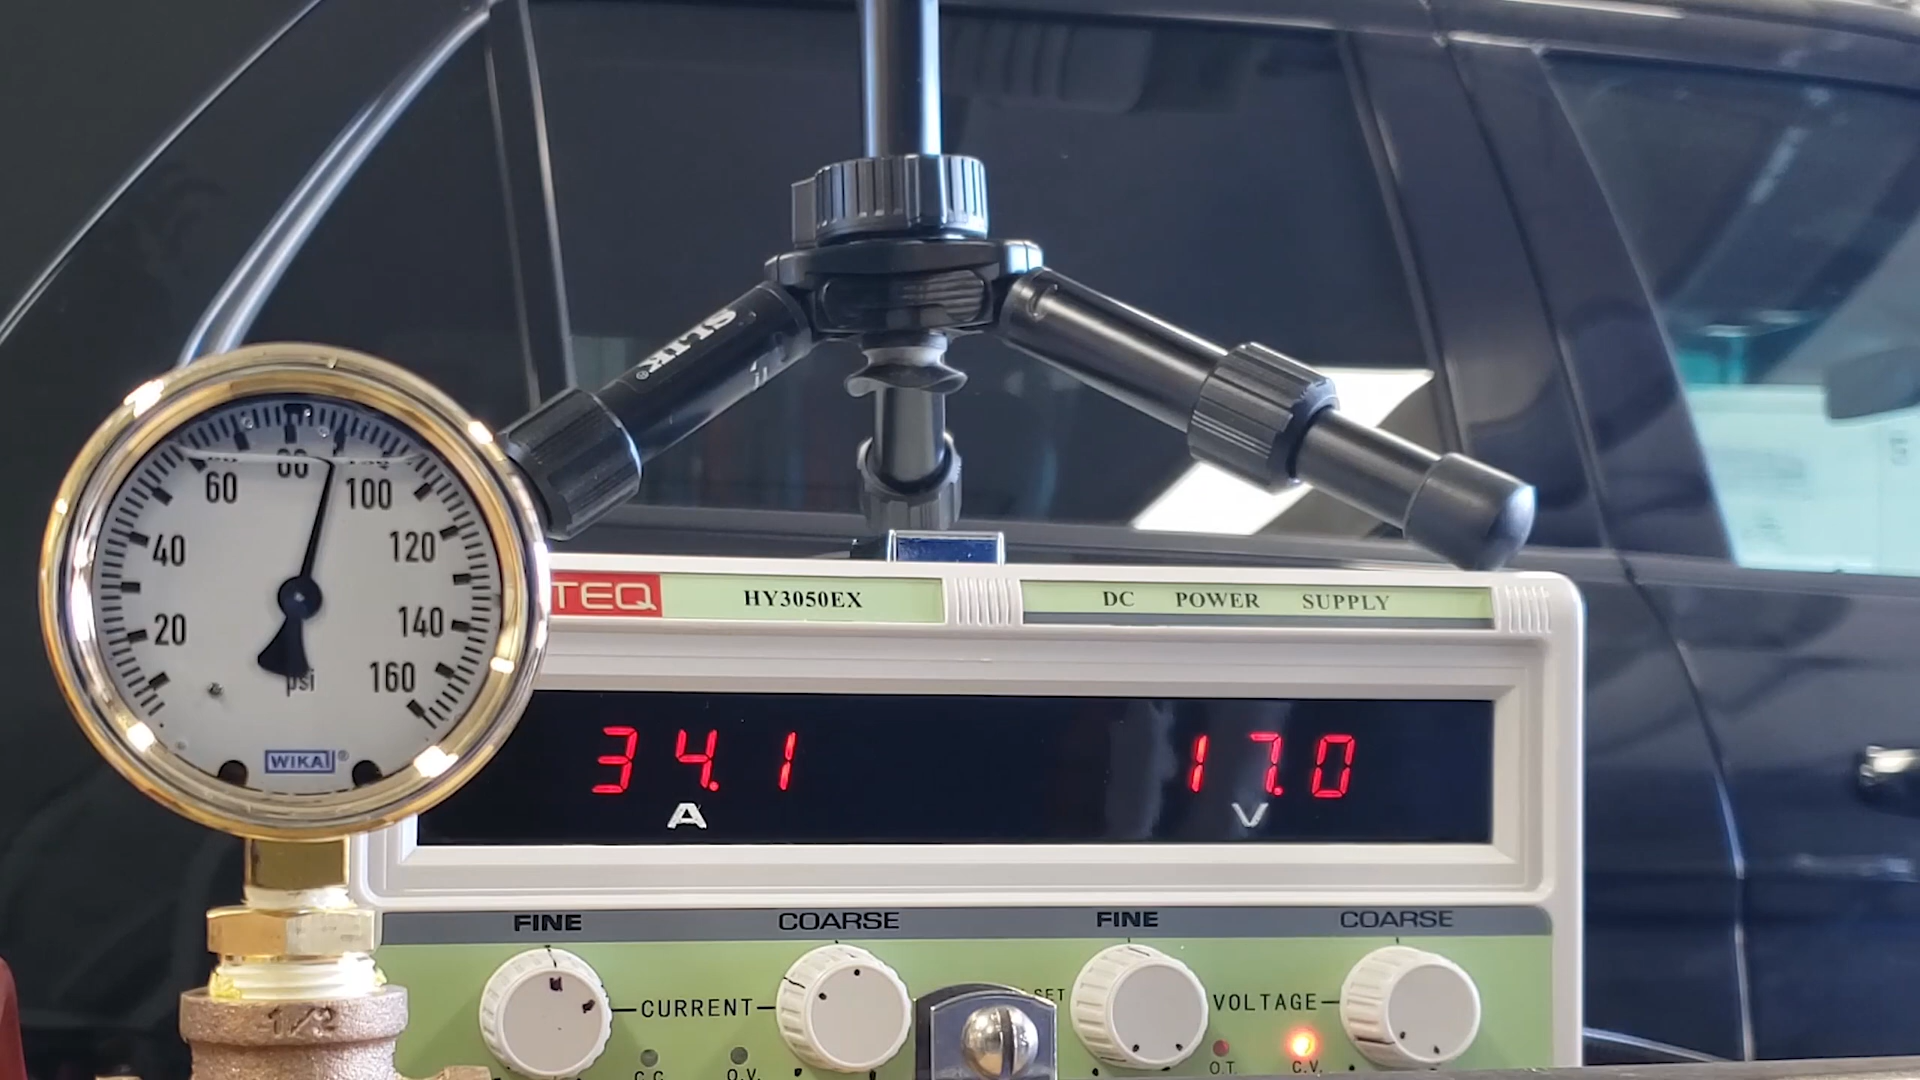 SLIK®
80
60
100
40
120
20
140
160
psi
WIKA®
TEQ
HY3050EX
DC POWER SUPPLY
34.1
17.0
A
V
FINE
COARSE
FINE
COARSE
CURRENT
SET
VOLTAGE
C.C.
O.V.
O.T.
C.V.
1/2